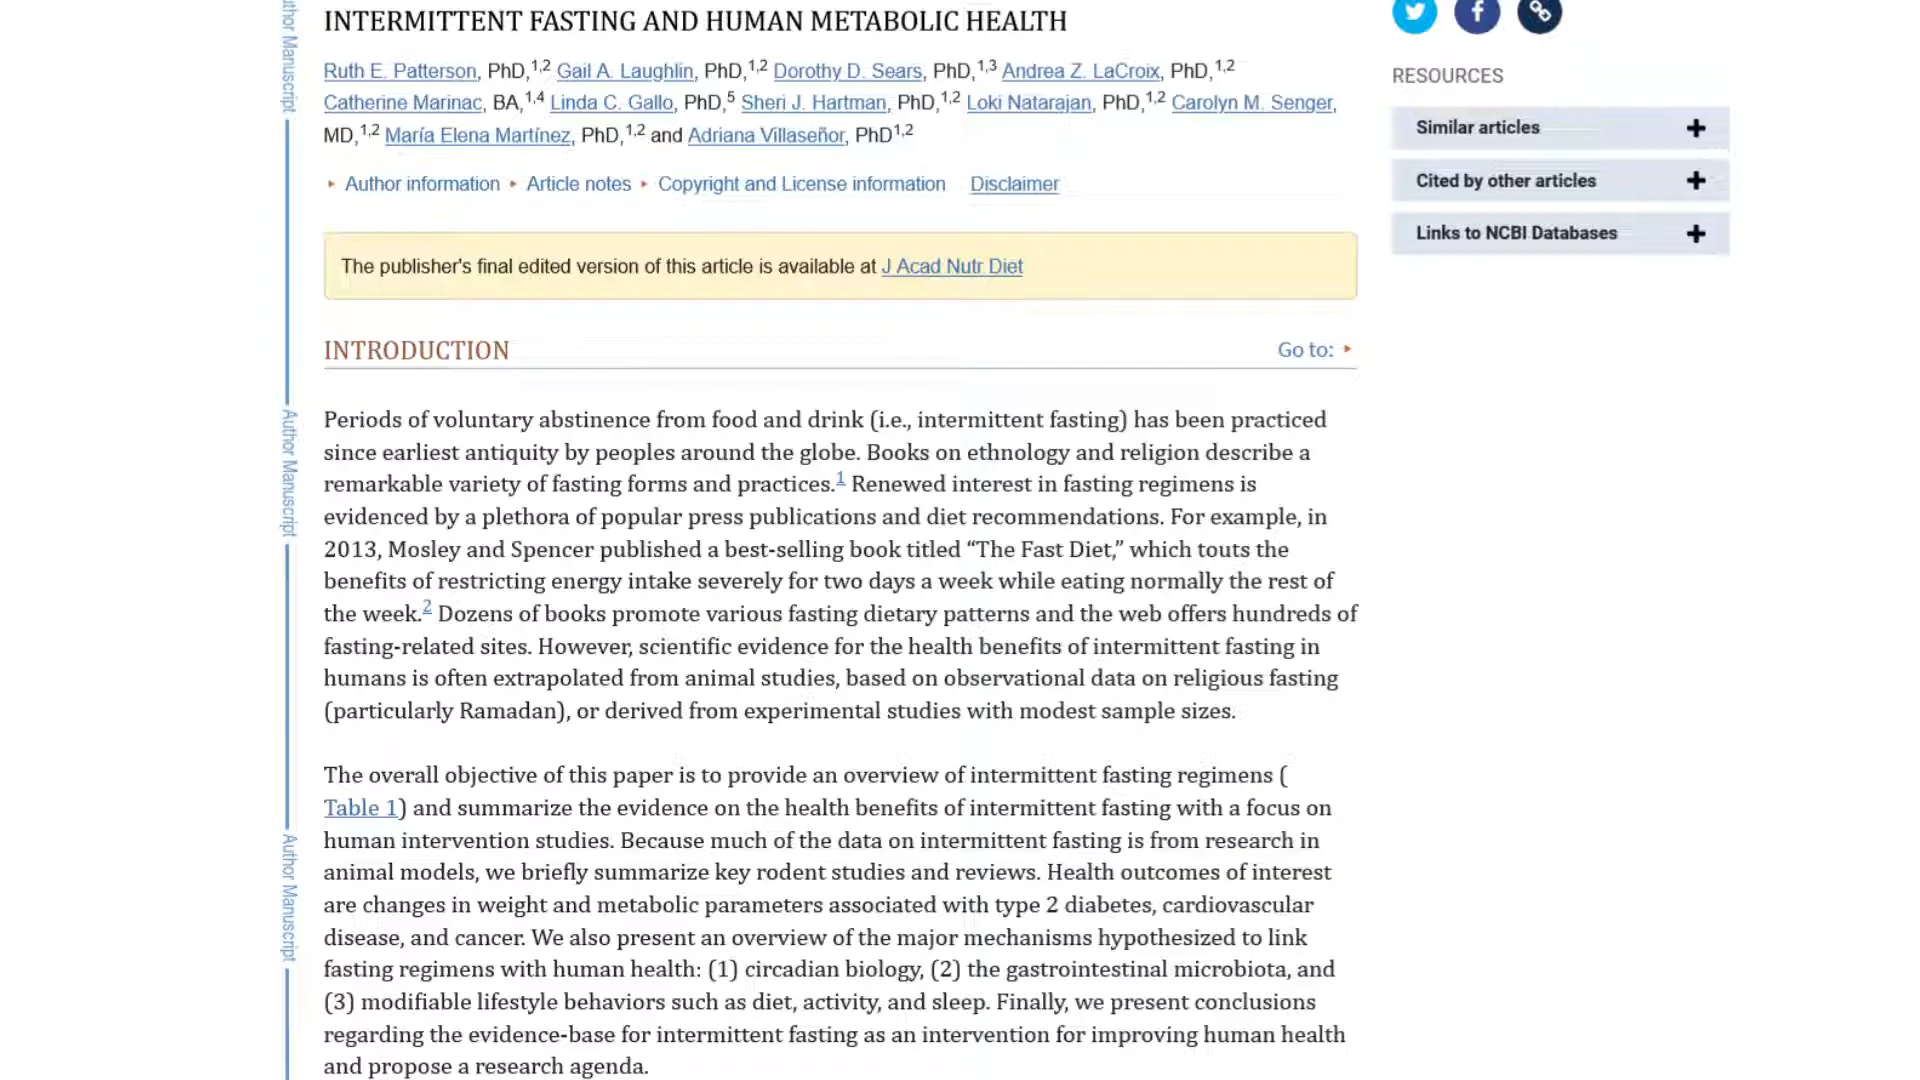 INTERMITTENT FASTING AND HUMAN METABOLIC HEALTH
Ruth E. Patterson, PhD,1,2 Gail A. Laughlin, PhD,1,2 Dorothy D. Sears, PhD,1,3 Andrea Z. LaCroix, PhD,1,2
Catherine Marinac, BA,1,4 Linda C. Gallo, PhD,5 Sheri J. Hartman, PhD,1,2 Loki Natarajan, PhD,1,2 Carolyn M. Senger,
MD,1,2 María Elena Martínez, PhD,1,2 and Adriana Villaseñor, PhD1,2
Author information Article notes Copyright and License information Disclaimer
The publisher's final edited version of this article is available at J Acad Nutr Diet
INTRODUCTION
Go to:
Periods of voluntary abstinence from food and drink (i.e., intermittent fasting) has been practiced
since earliest antiquity by peoples around the globe. Books on ethnology and religion describe a
remarkable variety of fasting forms and practices.1 Renewed interest in fasting regimens is
evidenced by a plethora of popular press publications and diet recommendations. For example, in
2013, Mosley and Spencer published a best-selling book titled “The Fast Diet,” which touts the
benefits of restricting energy intake severely for two days a week while eating normally the rest of
the week.2 Dozens of books promote various fasting dietary patterns and the web offers hundreds of
fasting-related sites. However, scientific evidence for the health benefits of intermittent fasting in
humans is often extrapolated from animal studies, based on observational data on religious fasting
(particularly Ramadan), or derived from experimental studies with modest sample sizes.
The overall objective of this paper is to provide an overview of intermittent fasting regimens (
Table 1) and summarize the evidence on the health benefits of intermittent fasting with a focus on
human intervention studies. Because much of the data on intermittent fasting is from research in
animal models, we briefly summarize key rodent studies and reviews. Health outcomes of interest
are changes in weight and metabolic parameters associated with type 2 diabetes, cardiovascular
disease, and cancer. We also present an overview of the major mechanisms hypothesized to link
fasting regimens with human health: (1) circadian biology, (2) the gastrointestinal microbiota, and
(3) modifiable lifestyle behaviors such as diet, activity, and sleep. Finally, we present conclusions
regarding the evidence-base for intermittent fasting as an intervention for improving human health
and propose a research agenda.
RESOURCES
Similar articles
Cited by other articles
Links to NCBI Databases
thor Manuscript
Author Manuscript
Author Manuscript